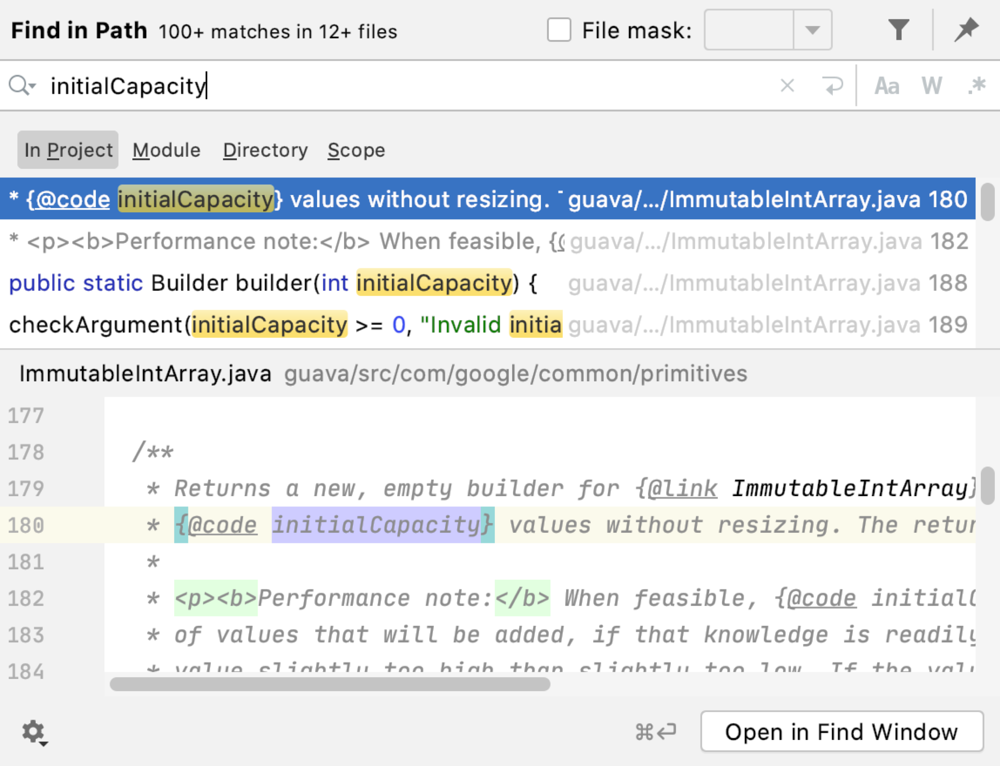 Find in Path 100+ matches in 12+ files File mask:
initialCapacity Aa W .*
In Project Module Directory Scope
* {@code initialCapacity} values without resizing. guava/.../ImmutableIntArray.java 180
* <p><b>Performance note:</b> When feasible, {@ guava/.../ImmutableIntArray.java 182
public static Builder builder(int initialCapacity) { guava/.../ImmutableIntArray.java 188
checkArgument(initialCapacity >= 0, "Invalid initia guava/.../ImmutableIntArray.java 189
ImmutableIntArray.java guava/src/com/google/common/primitives
177
178 /**
179 * Returns a new, empty builder for {@link ImmutableIntArray}
180 * {@code initialCapacity} values without resizing. The retur
181 *
182 * <p><b>Performance note:</b> When feasible, {@code initialC
183 * of values that will be added, if that knowledge is readily
184 * value slightly too high than slightly too low. If the valu
⌘↩ Open in Find Window